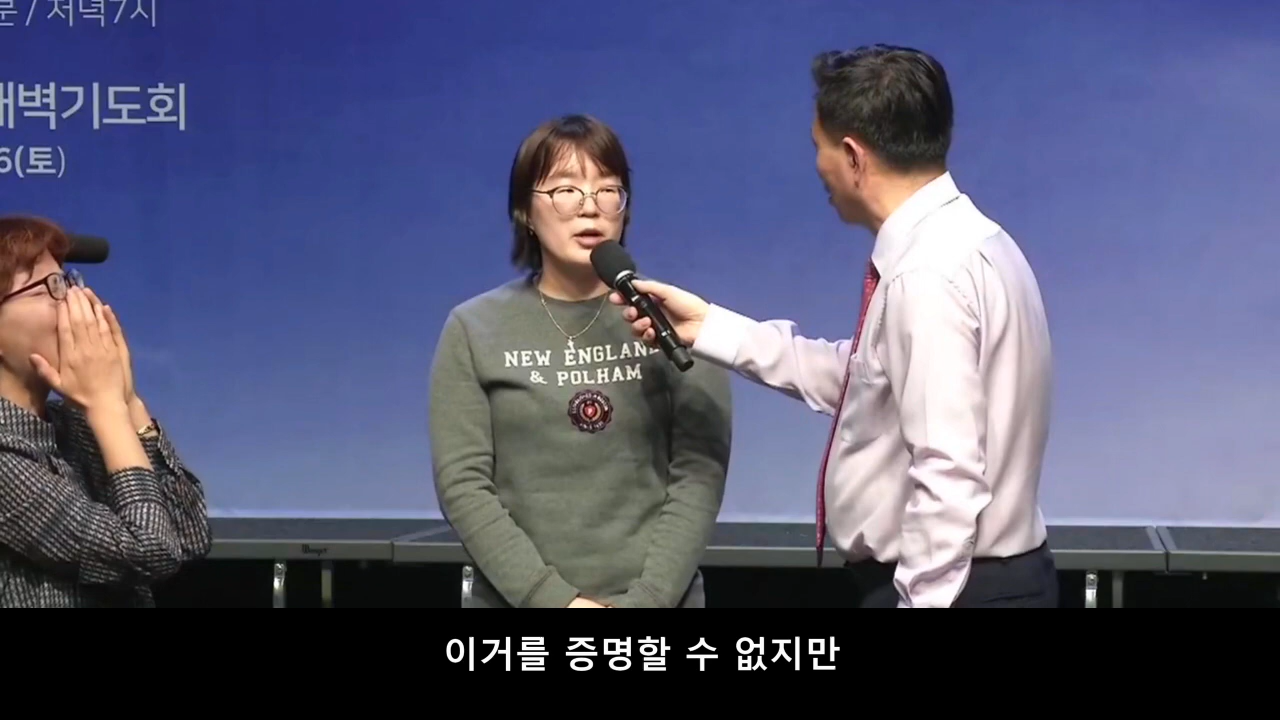 / 저녁7시
새벽기도회
6(토)
NEW ENGLAND
& POLHAM
이거를 증명할 수 없지만